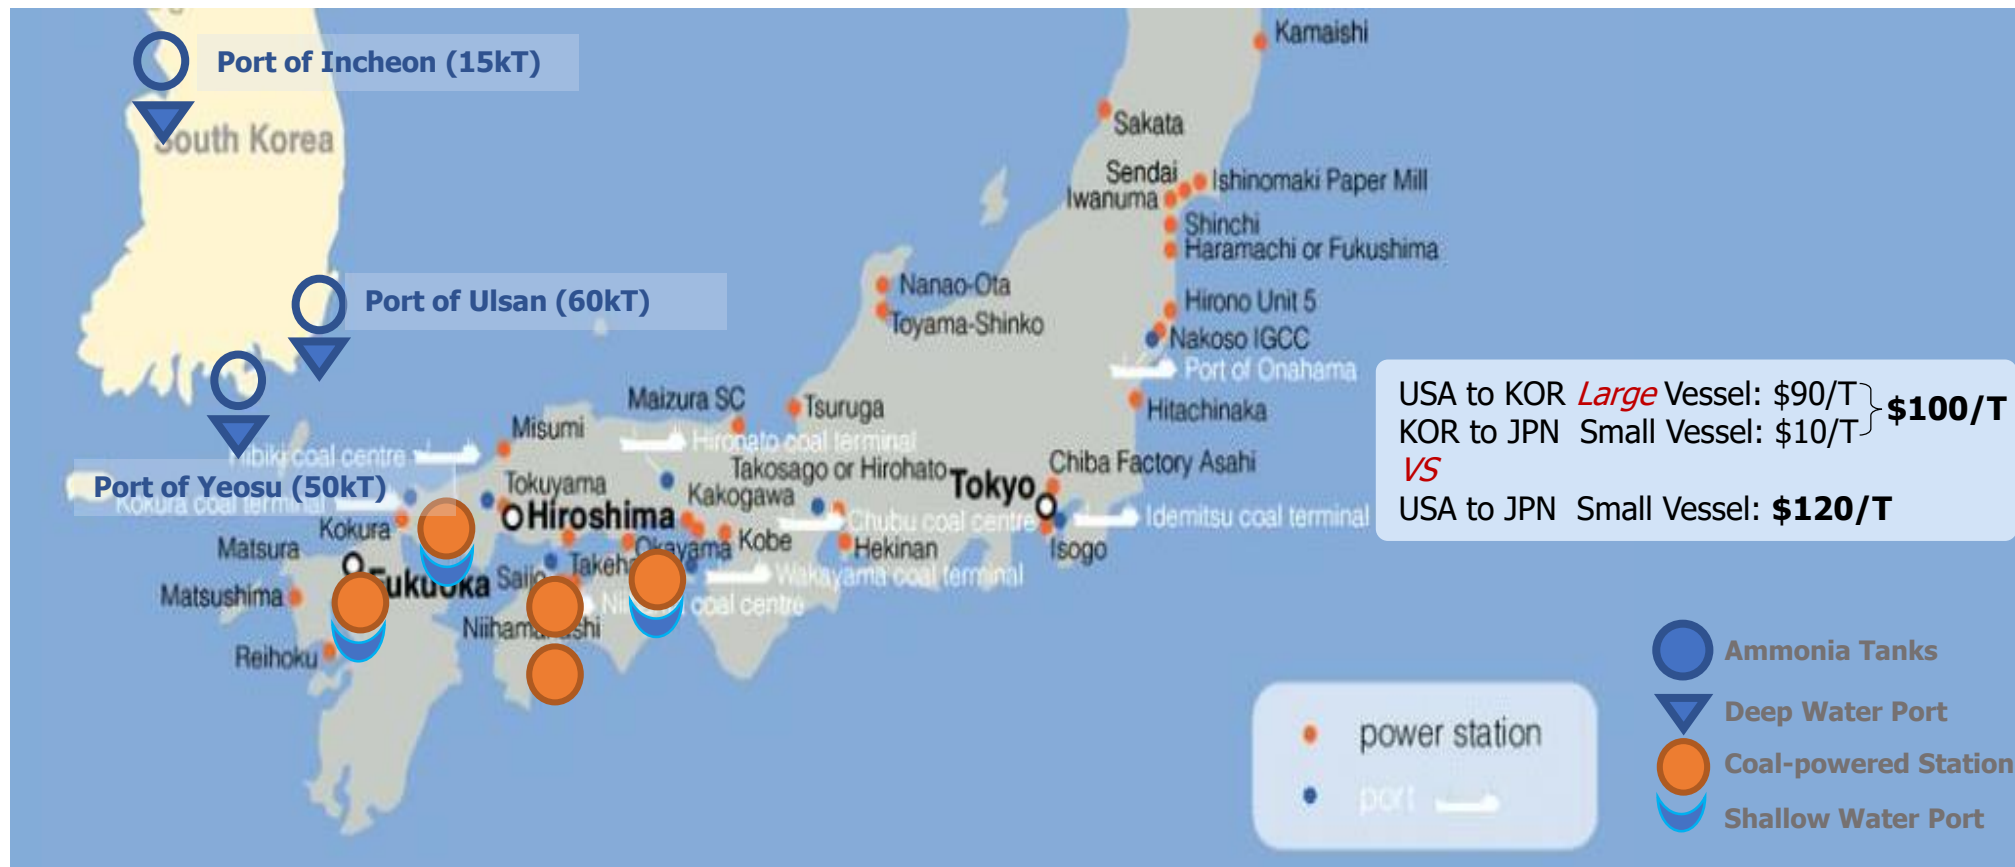 Kamaishi
Port of Incheon (15kT)
South Korea
Sakata
Sendai
Ishinomaki Paper Mill
Iwanuma
Shinchi
Haramachi or Fukushima
Nanao-Ota
Port of Ulsan (60kT)
Hirono Unit 5
Toyama-Shinko
Nakoso IGCC
Port of Onahama
Maizura SC
Tsuruga
Hitachinaka
Misumi
Hironato coal terminal
coal centre
Takosago or Hirohato
Chiba Factory Asahi
Port of Yeosu (50kT)
Tokuyama
Kakogawa
Tokyo
Kokura coal terminal
Hiroshima
Chubu coal centre
Idemitsu coal terminal
Kokura
Okayama
Kobe
Hekinan
Isogo
Matsura
Saijo
Wakayama coal terminal
Matsushima
coal centre
Reihoku
USA to KOR Large Vessel: $90/T
KOR to JPN Small Vessel: $10/T
$100/T
VS
USA to JPN Small Vessel: $120/T
power station
port
Ammonia Tanks
Deep Water Port
Coal-powered Station
Shallow Water Port